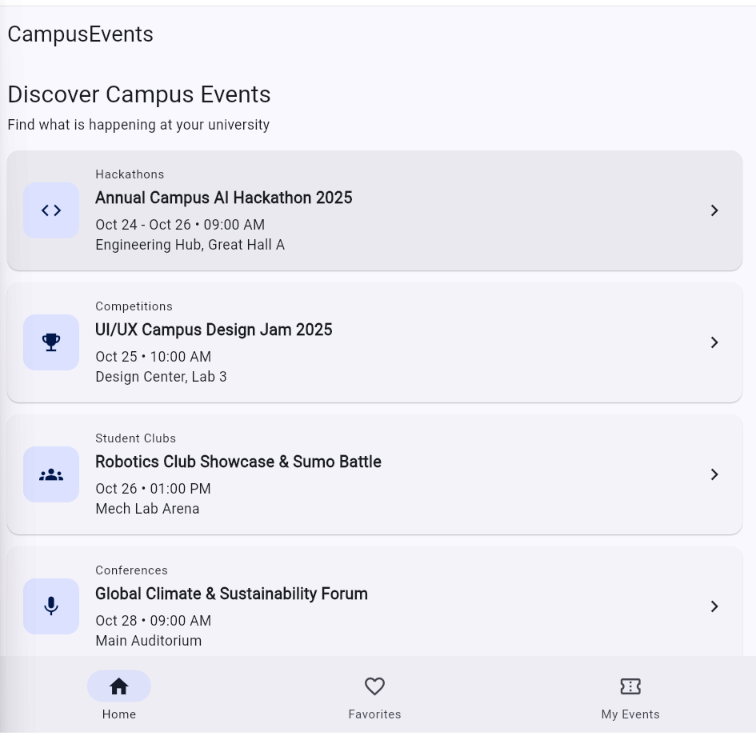 CampusEvents
Discover Campus Events
Find what is happening at your university
Hackathons
Annual Campus AI Hackathon 2025
Oct 24 - Oct 26 • 09:00 AM
Engineering Hub, Great Hall A
Competitions
UI/UX Campus Design Jam 2025
Oct 25 • 10:00 AM
Design Center, Lab 3
Student Clubs
Robotics Club Showcase & Sumo Battle
Oct 26 • 01:00 PM
Mech Lab Arena
Conferences
Global Climate & Sustainability Forum
Oct 28 • 09:00 AM
Main Auditorium
Home
Favorites
My Events